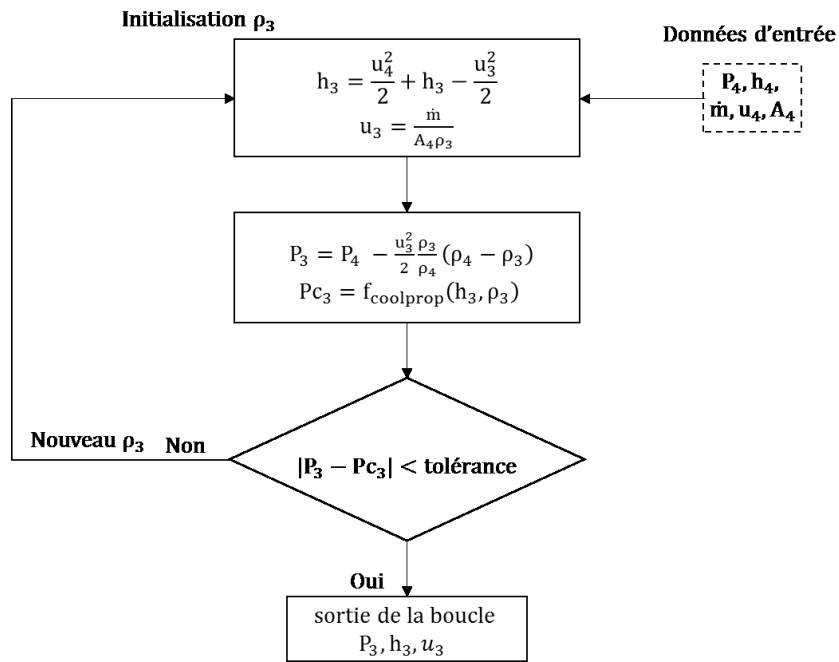 Initialisation ρ₃
Données d'entrée
h₃ = u₄²/2 + h₃ − u₃²/2
u₃ = ṁ/(A₄ρ₃)
P₄, h₄,
ṁ, u₄, A₄
P₃ = P₄ − (u₃²/2)(ρ₃/ρ₄)(ρ₄ − ρ₃)
Pc₃ = f_coolprop(h₃, ρ₃)
Nouveau ρ₃ Non
|P₃ − Pc₃| < tolérance
Oui
sortie de la boucle
P₃, h₃, u₃